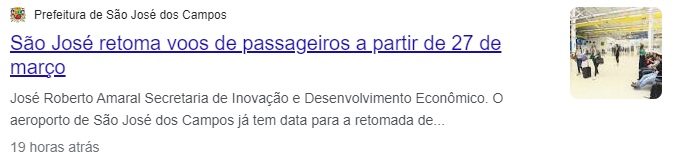 Prefeitura de São José dos Campos
São José retoma voos de passageiros a partir de 27 de
março
José Roberto Amaral Secretaria de Inovação e Desenvolvimento Econômico. O
aeroporto de São José dos Campos já tem data para a retomada de...
19 horas atrás